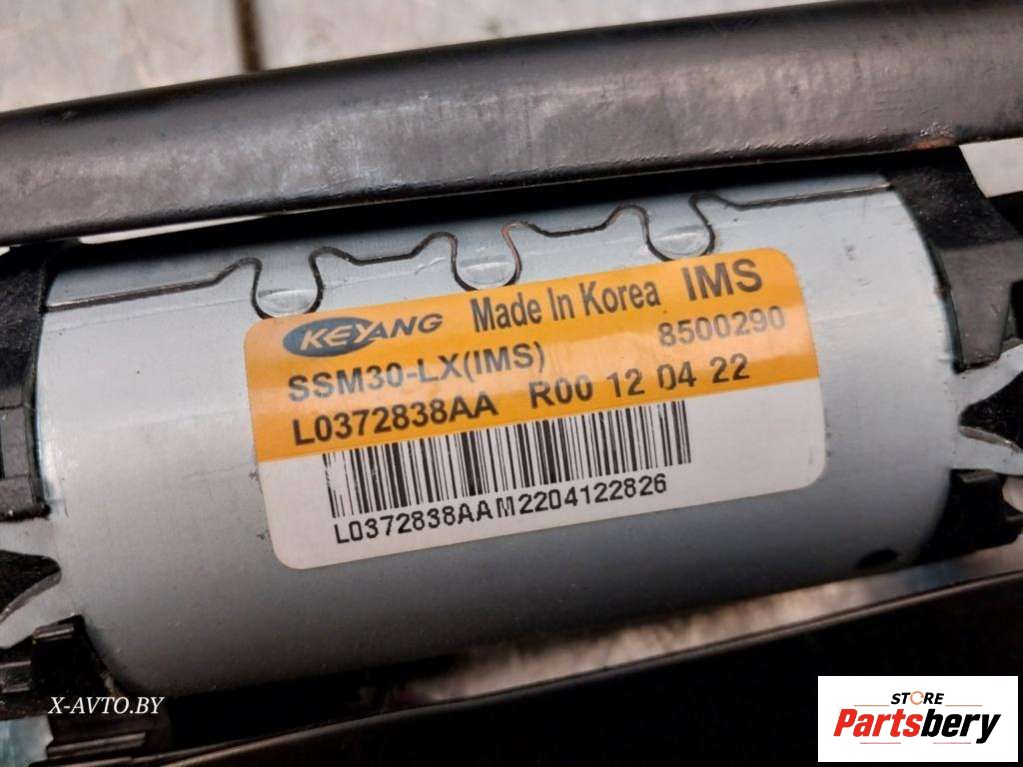 KEYANG Made In Korea IMS
SSM30-LX(IMS) 8500290
L0372838AA R00 12 04 22
L0372838AAM2204122826
X-AVTO.BY
STORE
Partsbery